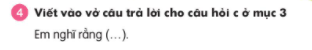 4 Viết vào vở câu trả lời cho câu hỏi c ở mục 3
Em nghĩ rằng (...).